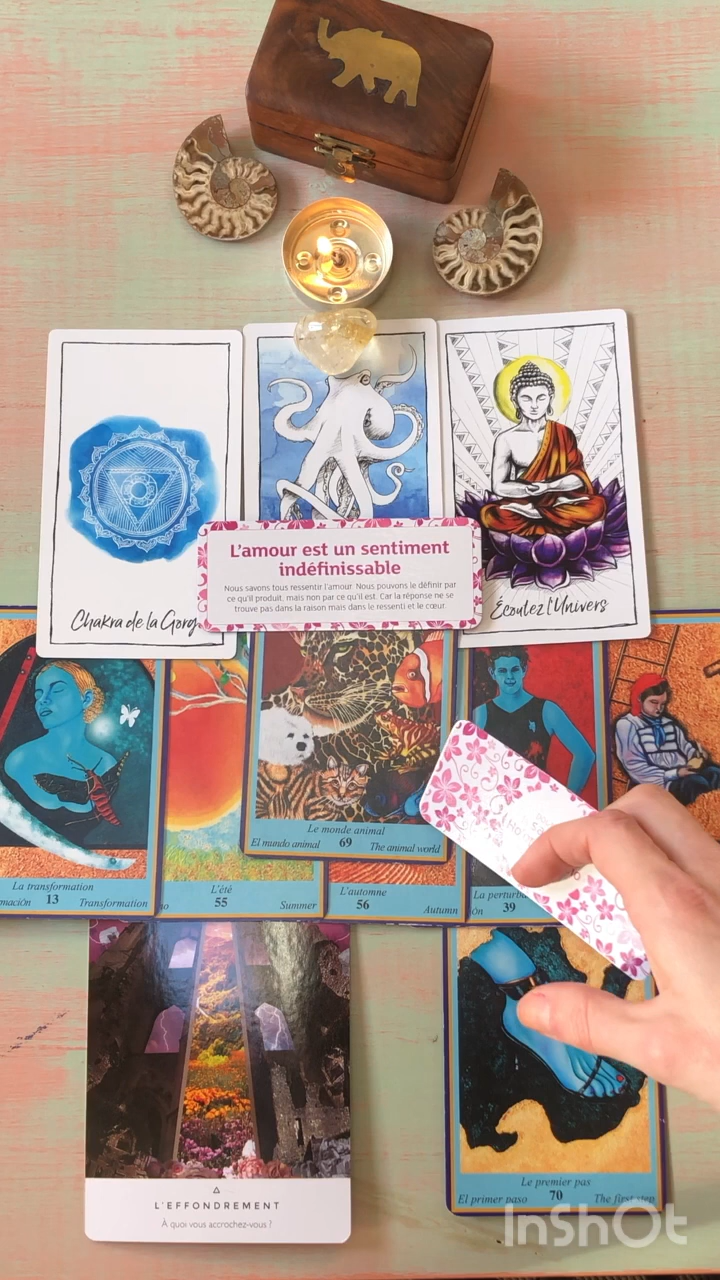 Chakra de la Gorg
Écoutez l'Univers
L'amour est un sentiment
indéfinissable
Nous savons tous ressentir l'amour. Nous pouvons le définir par
ce qu'il produit, mais non par ce qu'il est. Car la réponse ne se
trouve pas dans la raison mais dans le ressenti et le cœur.
Le monde animal
El mundo animal 69 The animal world
La transformation
mación 13 Transformation
L'été
55 Summer
L'automne
56 Autumn
La perturba
39
L'EFFONDREMENT
À quoi vous accrochez-vous ?
Le premier pas
El primer paso 70 The first step
InShOt